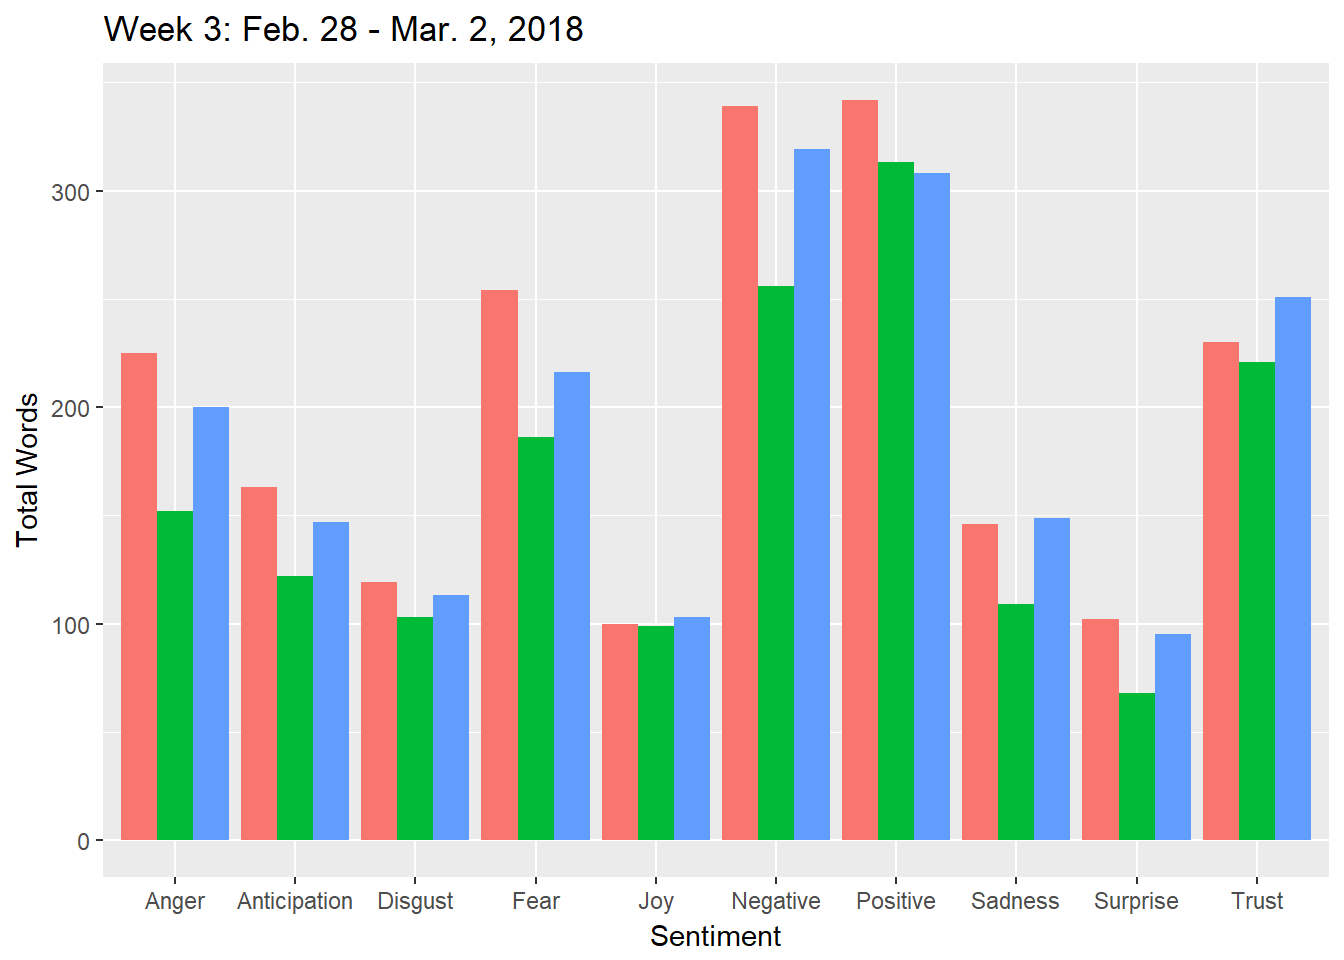 Week 3: Feb. 28 - Mar. 2, 2018
Total Words
300
200
100
0
Anger Anticipation Disgust Fear Joy Negative Positive Sadness Surprise Trust
Sentiment